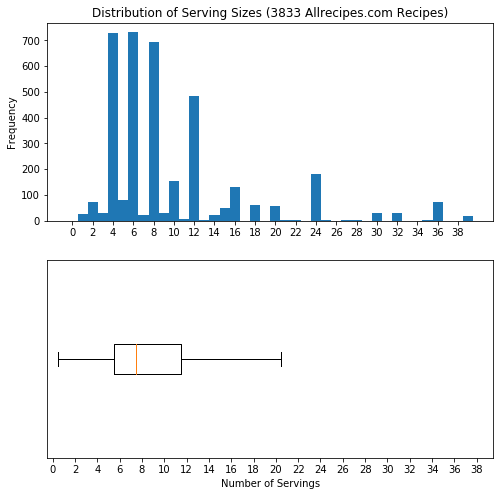 Distribution of Serving Sizes (3833 Allrecipes.com Recipes)
700
600
500
400
300
200
100
0
Frequency
0 2 4 6 8 10 12 14 16 18 20 22 24 26 28 30 32 34 36 38
0 2 4 6 8 10 12 14 16 18 20 22 24 26 28 30 32 34 36 38
Number of Servings